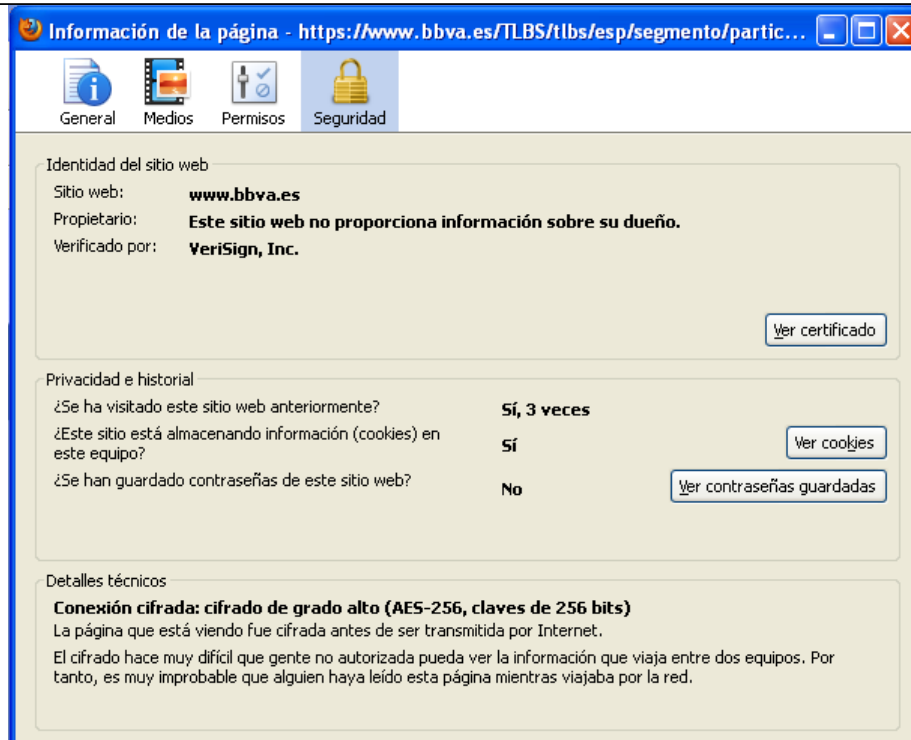 Información de la página - https://www.bbva.es/TLBS/tlbs/esp/segmento/partic...
General Medios Permisos Seguridad
Identidad del sitio web
Sitio web: www.bbva.es
Propietario: Este sitio web no proporciona información sobre su dueño.
Verificado por: VeriSign, Inc.
Ver certificado
Privacidad e historial
¿Se ha visitado este sitio web anteriormente? Sí, 3 veces
¿Este sitio está almacenando información (cookies) en
este equipo? Sí Ver cookies
¿Se han guardado contraseñas de este sitio web? No Ver contraseñas guardadas
Detalles técnicos
Conexión cifrada: cifrado de grado alto (AES-256, claves de 256 bits)
La página que está viendo fue cifrada antes de ser transmitida por Internet.
El cifrado hace muy difícil que gente no autorizada pueda ver la información que viaja entre dos equipos. Por
tanto, es muy improbable que alguien haya leído esta página mientras viajaba por la red.